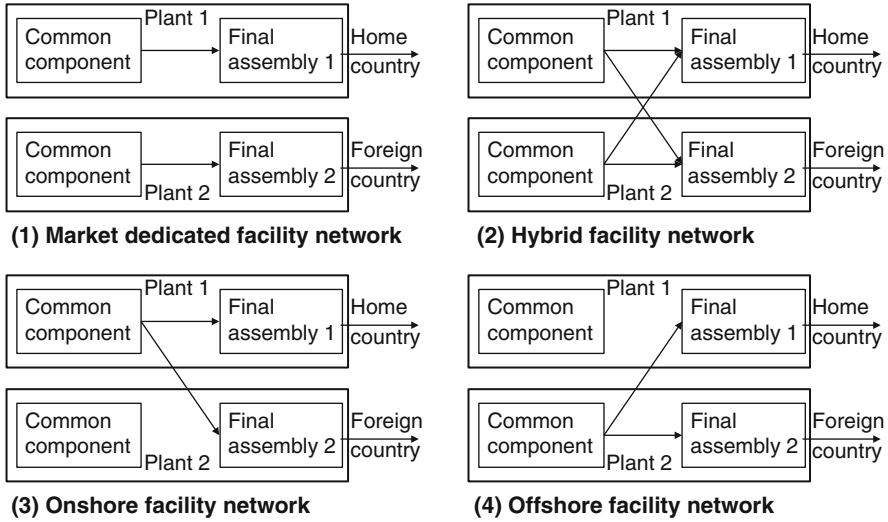 Plant 1
Common
component
Final
assembly 1
Home
country
Common
component
Final
assembly 2
Foreign
country
Plant 2
(1) Market dedicated facility network
Plant 1
Common
component
Final
assembly 1
Home
country
Common
component
Final
assembly 2
Foreign
country
Plant 2
(2) Hybrid facility network
Plant 1
Common
component
Final
assembly 1
Home
country
Common
component
Final
assembly 2
Foreign
country
Plant 2
(3) Onshore facility network
Plant 1
Common
component
Final
assembly 1
Home
country
Common
component
Final
assembly 2
Foreign
country
Plant 2
(4) Offshore facility network